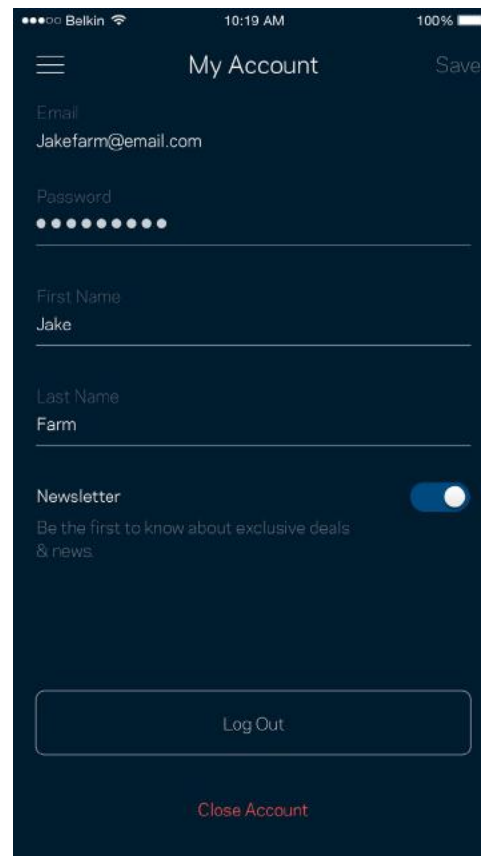 Belkin 10:19 AM 100%
My Account Save
Email
Jakefarm@email.com
Password
First Name
Jake
Last Name
Farm
Newsletter
Be the first to know about exclusive deals
& news.
Log Out
Close Account